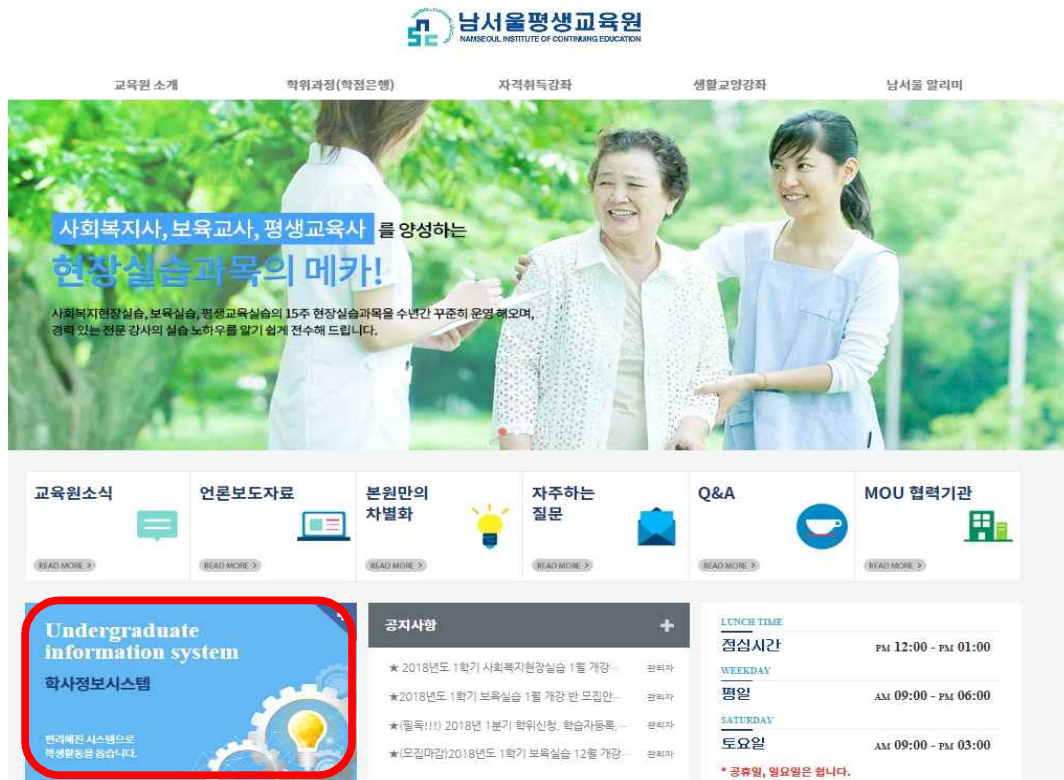 남서울평생교육원
NAMSEOUL INSTITUTE OF CONTINUING EDUCATION
교육원 소개
학위과정(학점은행)
자격취득강좌
생활교양강좌
남서울 알리미
사회복지사, 보육교사, 평생교육사 를 양성하는
현장실습과목의 메카!
사회복지현장실습, 보육실습, 평생교육실습의 15주 현장실습과목을 수년간 꾸준히 운영 해오며,
경력 있는 전문 강사의 실습 노하우를 알기 쉽게 전수해 드립니다.
교육원소식
READ MORE >
언론보도자료
READ MORE >
본원만의
차별화
READ MORE >
자주하는
질문
READ MORE >
Q&A
READ MORE >
MOU 협력기관
READ MORE >
Undergraduate
information system
학사정보시스템
편리해진 시스템으로
학생활동을 돕습니다.
공지사항
★ 2018년도 1학기 사회복지현장실습 1월 개강… 관리자
★2018년도 1학기 보육실습 1월 개강 반 모집안… 관리자
★(필독!!!) 2018년 1분기 학위신청, 학습자등록,… 관리자
★(모집마감)2018년도 1학기 보육실습 12월 개강… 관리자
LUNCH TIME
점심시간 PM 12:00 - PM 01:00
WEEKDAY
평일 AM 09:00 - PM 06:00
SATURDAY
토요일 AM 09:00 - PM 03:00
* 공휴일, 일요일은 쉽니다.